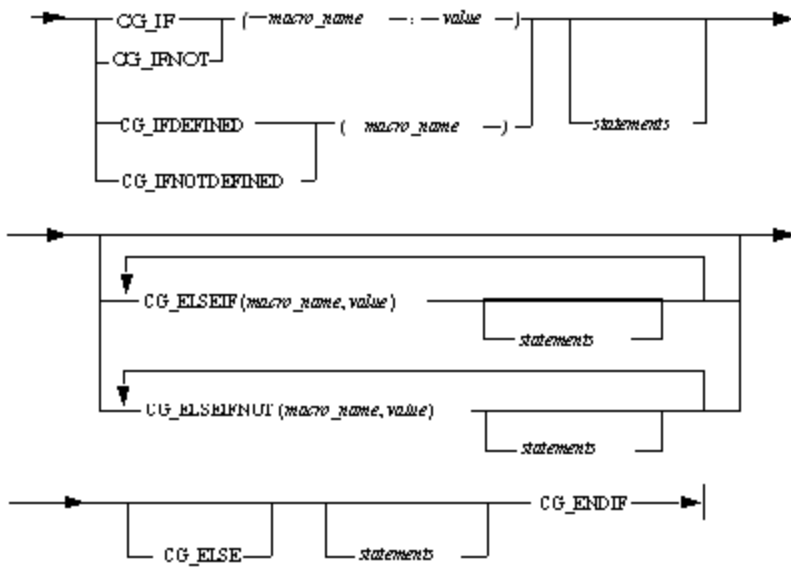 CG_IF ( macro_name : value )
CG_IFNOT
CG_IFDEFINED ( macro_name )
statements
CG_IFNOTDEFINED
CG_ELSEIF (macro_name, value)
statements
CG_ELSEIFNOT (macro_name, value)
statements
CG_ENDIF
CG_ELSE
statements